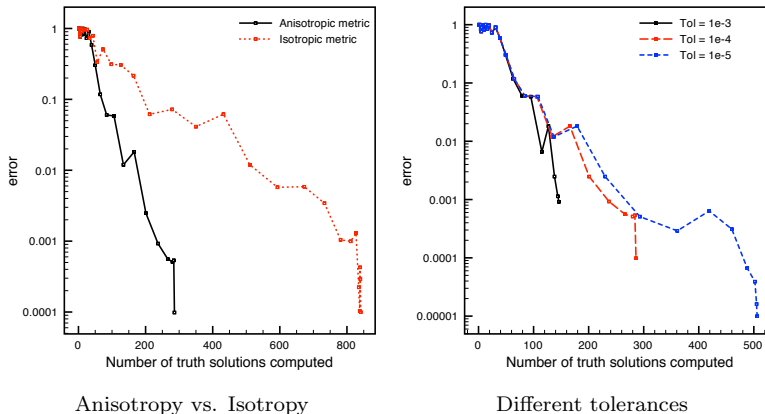 Anisotropic metric
Isotropic metric
1
0.1
0.01
0.001
0.0001
error
0 200 400 600 800
Number of truth solutions computed
Anisotropy vs. Isotropy
Tol = 1e-3
Tol = 1e-4
Tol = 1e-5
1
0.1
0.01
0.001
0.0001
0.00001
error
0 100 200 300 400 500
Number of truth solutions computed
Different tolerances